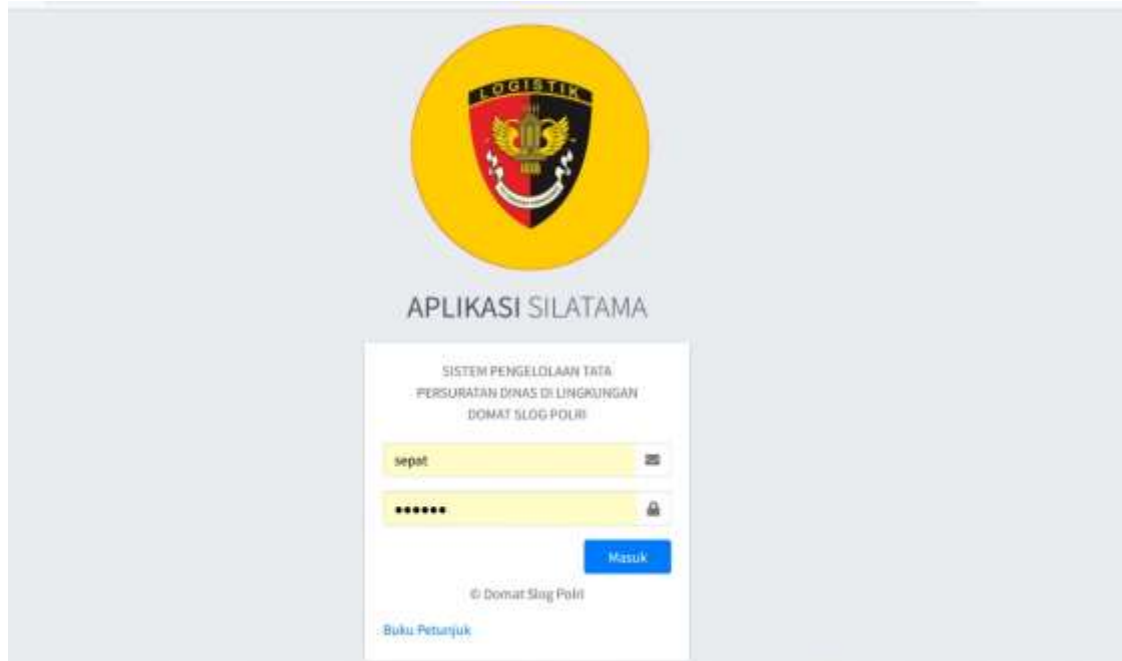 LOGISTIK
APLIKASI SILATAMA
SISTEM PENGELOLAAN TATA
PERSURATAN DINAS DI LINGKUNGAN
DOMAT SLOG POLRI
sepat
••••••
Masuk
© Domat Slog Polri
Buku Petunjuk